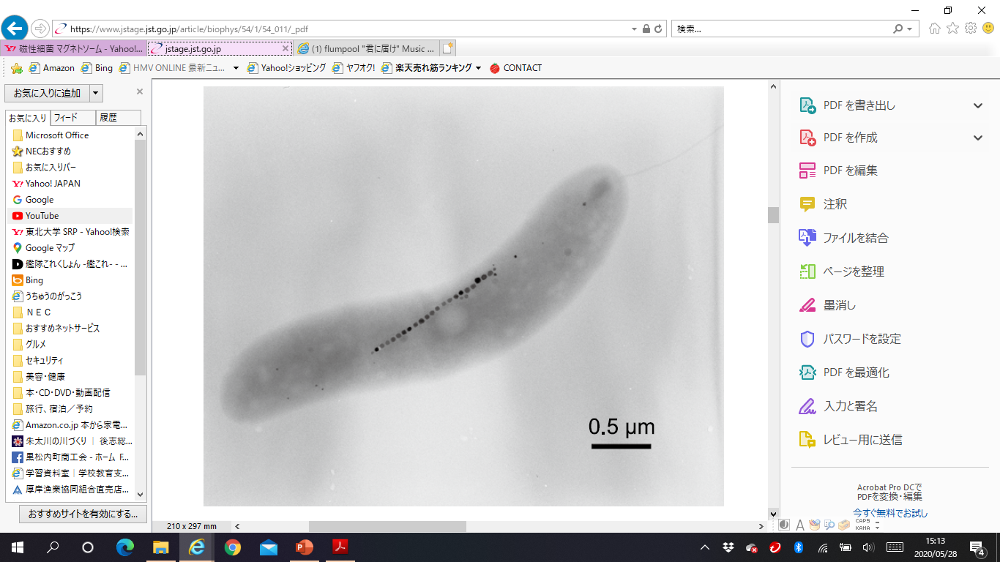 https://www.jstage.jst.go.jp/article/biophys/54/1/54_011/_pdf
検索...
磁性細菌 マグネトソーム - Yahoo!...
jstage.jst.go.jp
(1) flumpool "君に届け" Music ...
Amazon
Bing
HMV ONLINE 最新ニュ...
Yahoo!ショッピング
ヤフオク!
楽天売れ筋ランキング
CONTACT
お気に入りに追加
お気に入り
フィード
履歴
Microsoft Office
NECおすすめ
お気に入りバー
Yahoo! JAPAN
Google
YouTube
東北大学 SRP - Yahoo!検索
Google マップ
艦隊これくしょん -艦これ- - ...
Bing
うちゅうのがっこう
ＮＥＣ
おすすめネットサービス
グルメ
セキュリティ
美容・健康
本・CD・DVD・動画配信
旅行、宿泊／予約
Amazon.co.jp 本から家電...
朱太川の川づくり｜後志総...
黒松内町商工会 - ホーム F...
学習資料室｜学校教育支...
厚岸漁業協同組合直売店...
おすすめサイトを有効にする...
0.5 µm
210 x 297 mm
PDF を書き出し
PDF を作成
PDF を編集
注釈
ファイルを結合
ページを整理
墨消し
パスワードを設定
PDF を最適化
入力と署名
レビュー用に送信
Acrobat Pro DCで
PDFを変換・編集
今すぐ無料でお試し
A
CAPS
KANA
15:13
2020/05/28
4